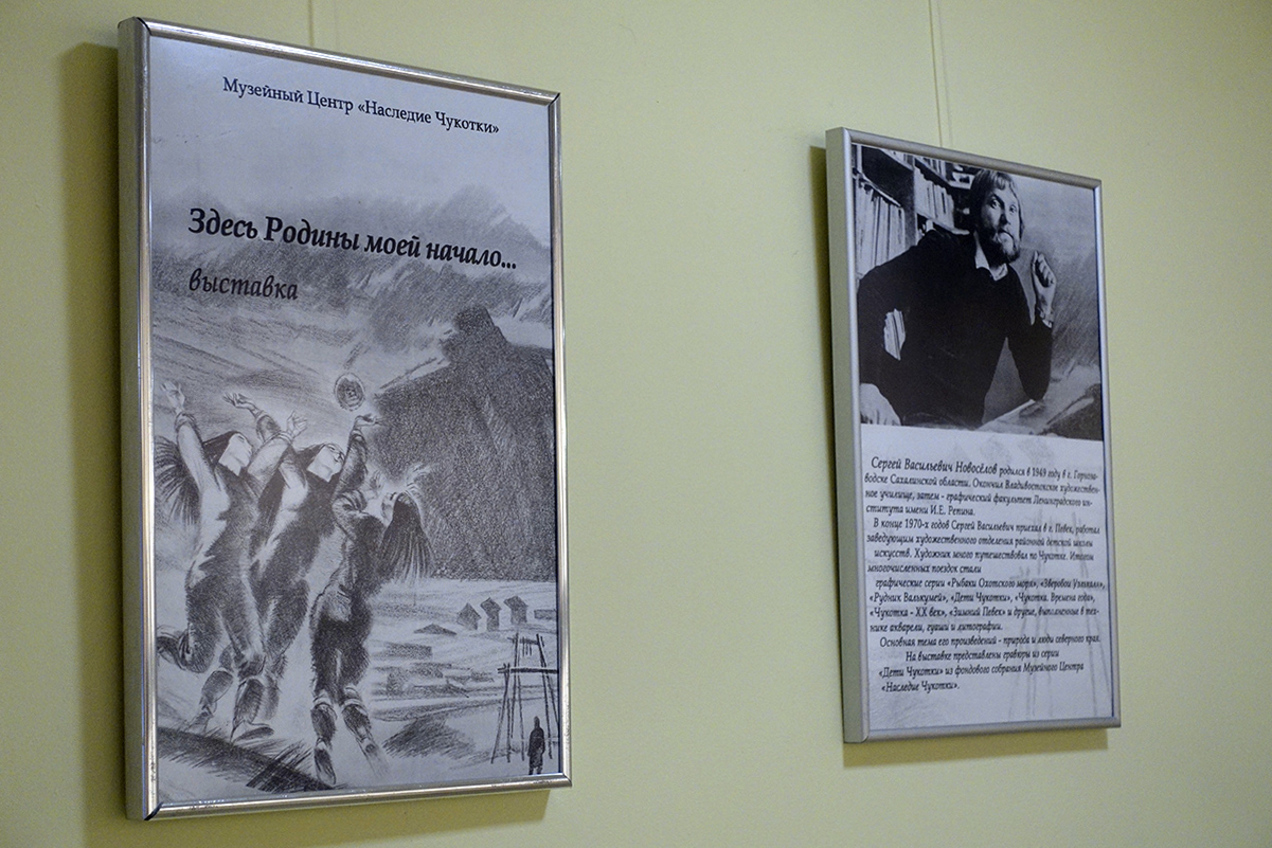 Музейный Центр «Наследие Чукотки»
Здесь Родины моей начало...
выставка
Сергей Васильевич Новосёлов родился в 1949 году в г. Горноза-
водске Сахалинской области. Окончил Владивостокское художествен-
ное училище, затем - графический факультет Ленинградского ин-
ститута имени И.Е. Репина.
В конце 1970-х годов Сергей Васильевич приехал в г. Певек, работал
заведующим художественного отделения районной детской школы
искусств. Художник много путешествовал по Чукотке. Итогом
многочисленных поездок стали
графические серии «Рыбаки Охотского моря», «Зверобои Уэлькаля»,
«Рудник Валькумей», «Дети Чукотки», «Чукотка. Времена года»,
«Чукотка - XX век», «Зимний Певек» и другие, выполненные в тех-
нике акварели, гуаши и литографии.
Основная тема его произведений - природа и люди северного края.
На выставке представлены гравюры из серии
«Дети Чукотки» из фондового собрания Музейного Центра
«Наследие Чукотки».